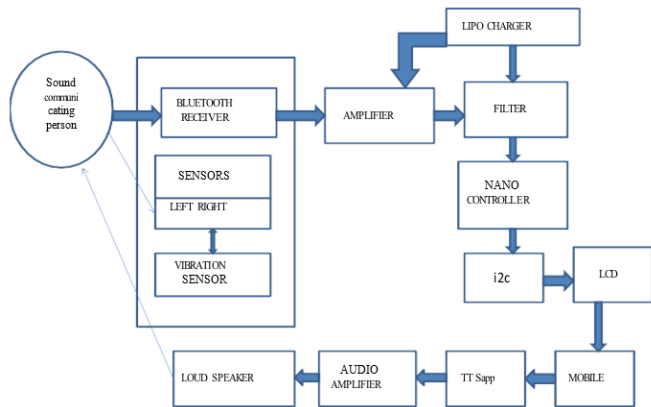 LIPO CHARGER
Sound
communi
cating
person
BLUETOOTH
RECEIVER
AMPLIFIER
FILTER
SENSORS
LEFT RIGHT
NANO
CONTROLLER
VIBRATION
SENSOR
i2c
LCD
LOUD SPEAKER
AUDIO
AMPLIFIER
TT Sapp
MOBILE